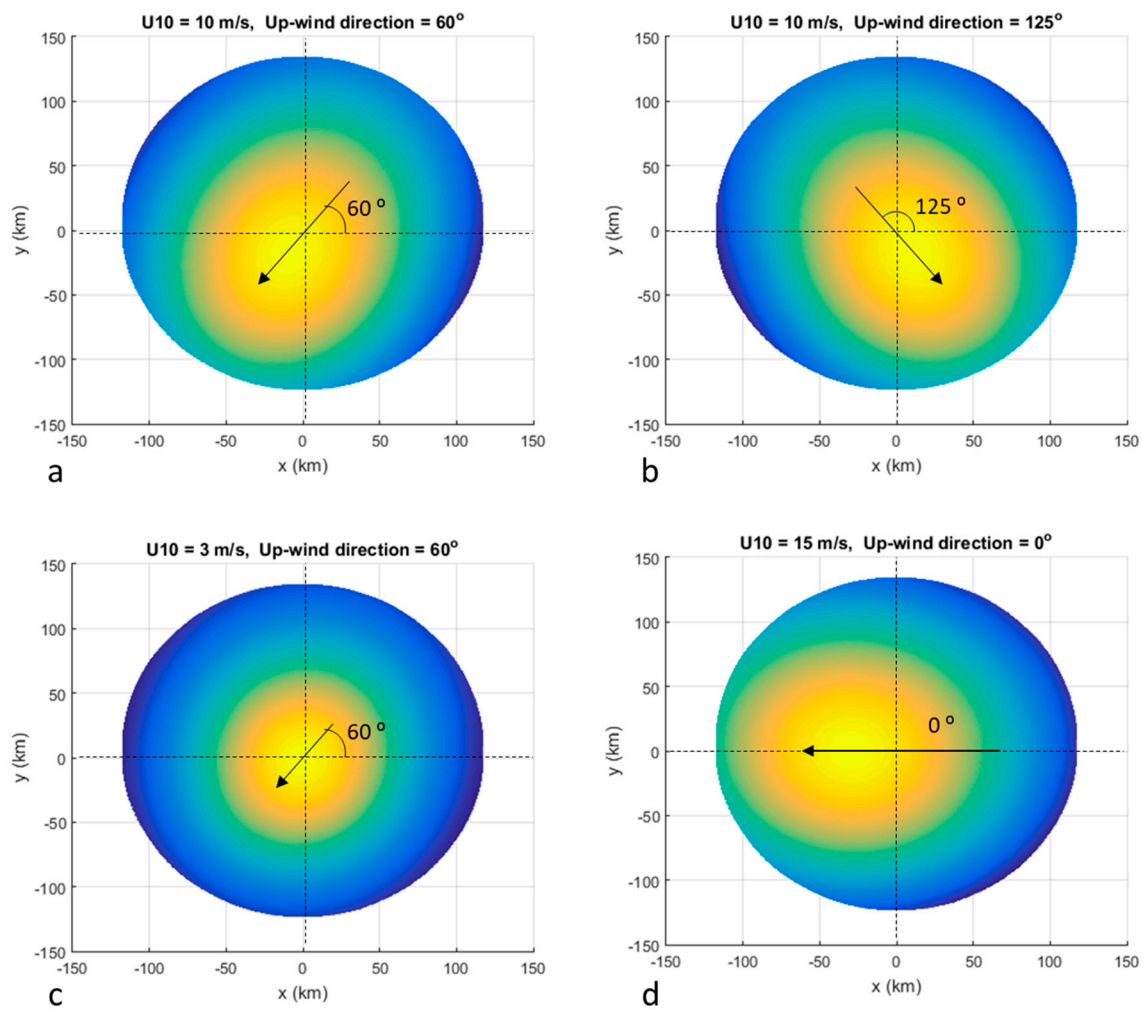 U10 = 10 m/s,  Up-wind direction = 60°
150
100
50
0
-50
-100
-150
y (km)
60 º
-150 -100 -50 0 50 100 150
x (km)
a
U10 = 10 m/s,  Up-wind direction = 125°
150
100
50
0
-50
-100
-150
y (km)
125 º
-150 -100 -50 0 50 100 150
x (km)
b
U10 = 3 m/s,  Up-wind direction = 60°
150
100
50
0
-50
-100
-150
y (km)
60 º
-150 -100 -50 0 50 100 150
x (km)
c
U10 = 15 m/s,  Up-wind direction = 0°
150
100
50
0
-50
-100
-150
y (km)
0 º
-150 -100 -50 0 50 100 150
x (km)
d